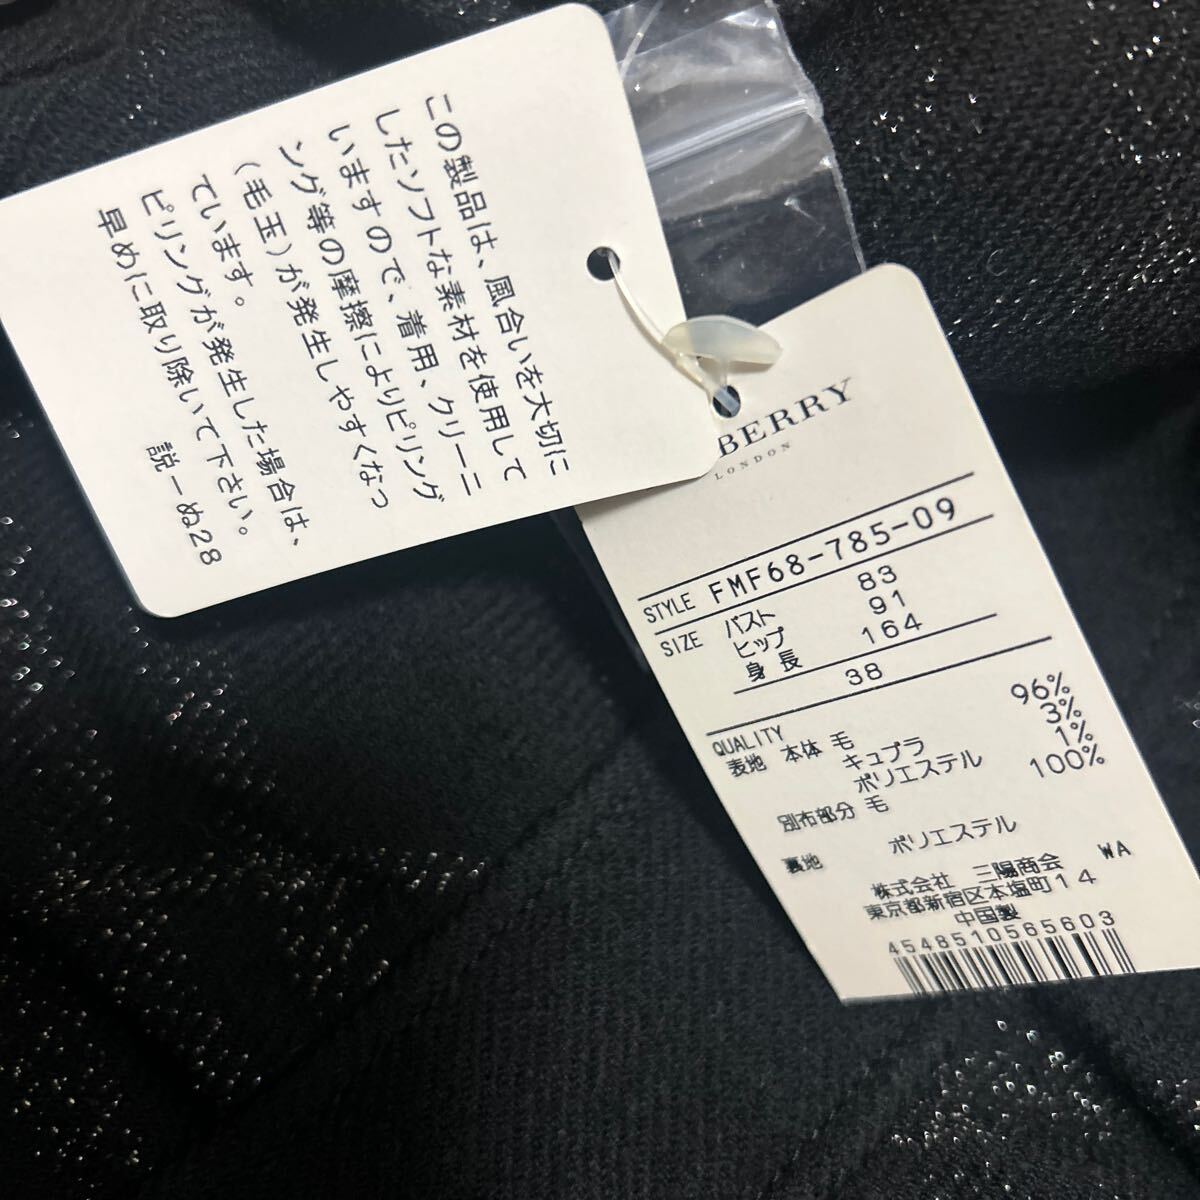 この製品は、風合いを大切に
したソフトな素材を使用して
いますので、着用、クリーニ
ング等の摩擦によりピリング
(毛玉)が発生しやすくなっ
ています。
ピリングが発生した場合は、
早めに取り除いて下さい。
説ーぬ28
BERRY
LONDON
STYLE FMF68-785-09
SIZE バスト 83
ヒップ 91
身長 164
38
QUALITY
表地 本体 毛 96%
キュプラ 3%
ポリエステル 1%
別布部分 毛 100%
裏地 ポリエステル
株式会社 三陽商会 WA
東京都新宿区本塩町14
中国製
4548510565603